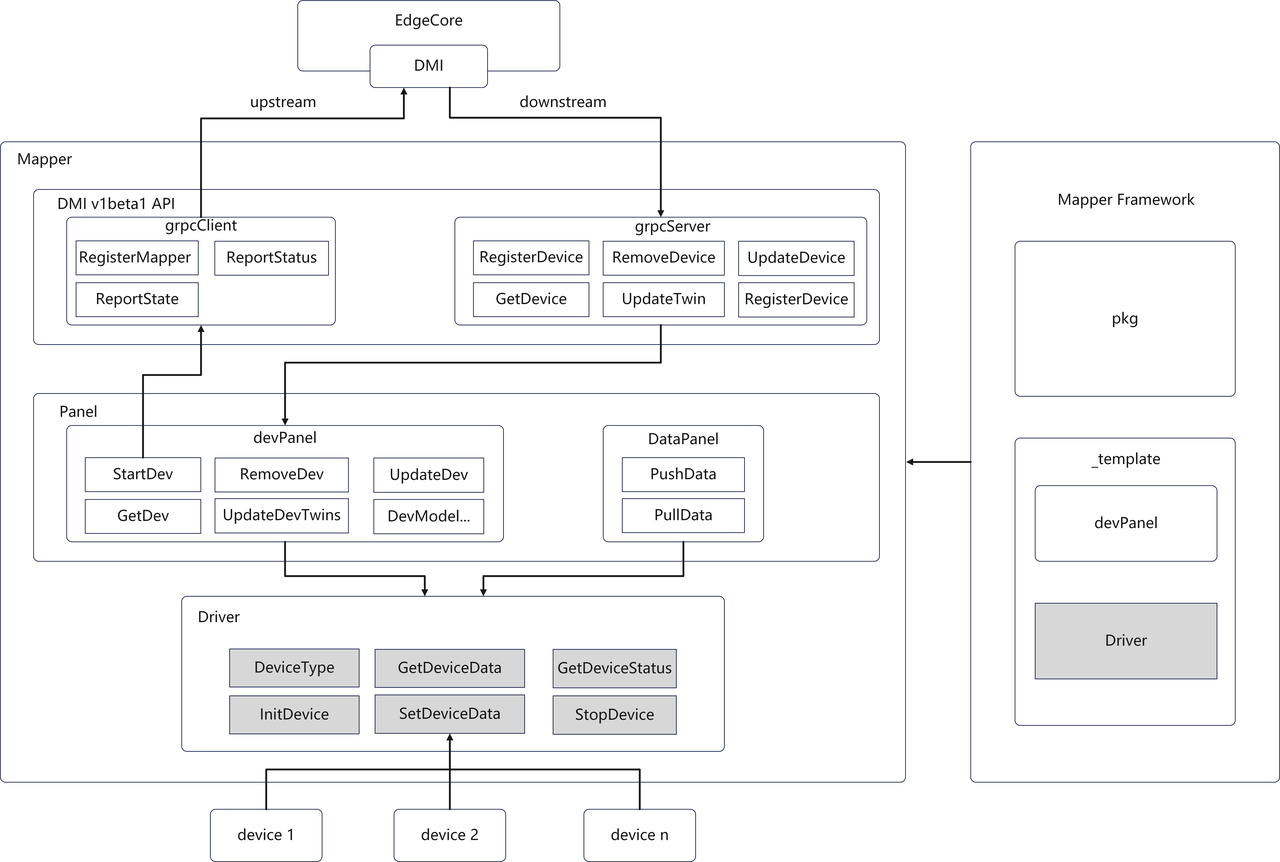 EdgeCore
DMI
upstream
downstream
Mapper
DMI v1beta1 API
grpcClient
RegisterMapper
ReportStatus
ReportState
grpcServer
RegisterDevice
RemoveDevice
UpdateDevice
GetDevice
UpdateTwin
RegisterDevice
Panel
devPanel
StartDev
RemoveDev
UpdateDev
GetDev
UpdateDevTwins
DevModel...
DataPanel
PushData
PullData
Driver
DeviceType
GetDeviceData
GetDeviceStatus
InitDevice
SetDeviceData
StopDevice
device 1
device 2
device n
Mapper Framework
pkg
_template
devPanel
Driver